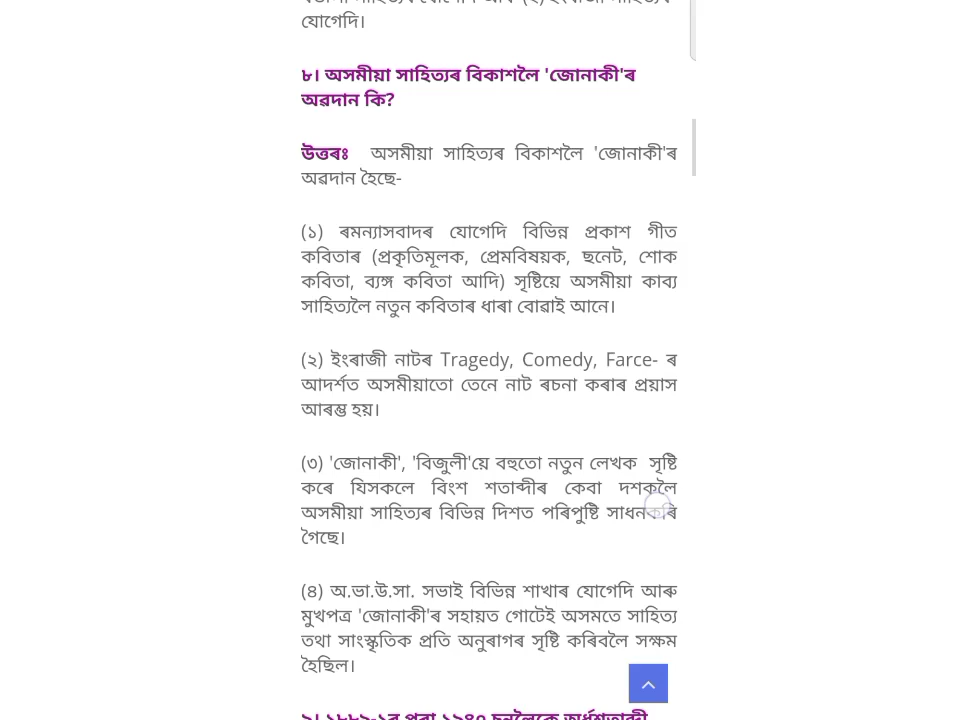 যোগেদি।
৮। অসমীয়া সাহিত্যৰ বিকাশলৈ 'জোনাকী'ৰ
অৱদান কি?
উত্তৰঃ অসমীয়া সাহিত্যৰ বিকাশলৈ 'জোনাকী'ৰ
অৱদান হৈছে-
(১) ৰমন্যাসবাদৰ যোগেদি বিভিন্ন প্ৰকাশ গীত
কবিতাৰ (প্ৰকৃতিমূলক, প্ৰেমবিষয়ক, ছনেট, শোক
কবিতা, ব্যঙ্গ কবিতা আদি) সৃষ্টিয়ে অসমীয়া কাব্য
সাহিত্যলৈ নতুন কবিতাৰ ধাৰা বোৱাই আনে।
(২) ইংৰাজী নাটৰ Tragedy, Comedy, Farce- ৰ
আদৰ্শত অসমীয়াতো তেনে নাট ৰচনা কৰাৰ প্ৰয়াস
আৰম্ভ হয়।
(৩) 'জোনাকী', 'বিজুলী'য়ে বহুতো নতুন লেখক সৃষ্টি
কৰে যিসকলে বিংশ শতাব্দীৰ কেবা দশকলৈ
অসমীয়া সাহিত্যৰ বিভিন্ন দিশত পৰিপুষ্টি সাধনকৰি
গৈছে।
(৪) অ.ভা.উ.সা. সভাই বিভিন্ন শাখাৰ যোগেদি আৰু
মুখপত্ৰ 'জোনাকী'ৰ সহায়ত গোটেই অসমতে সাহিত্য
তথা সাংস্কৃতিক প্ৰতি অনুৰাগৰ সৃষ্টি কৰিবলৈ সক্ষম
হৈছিল।